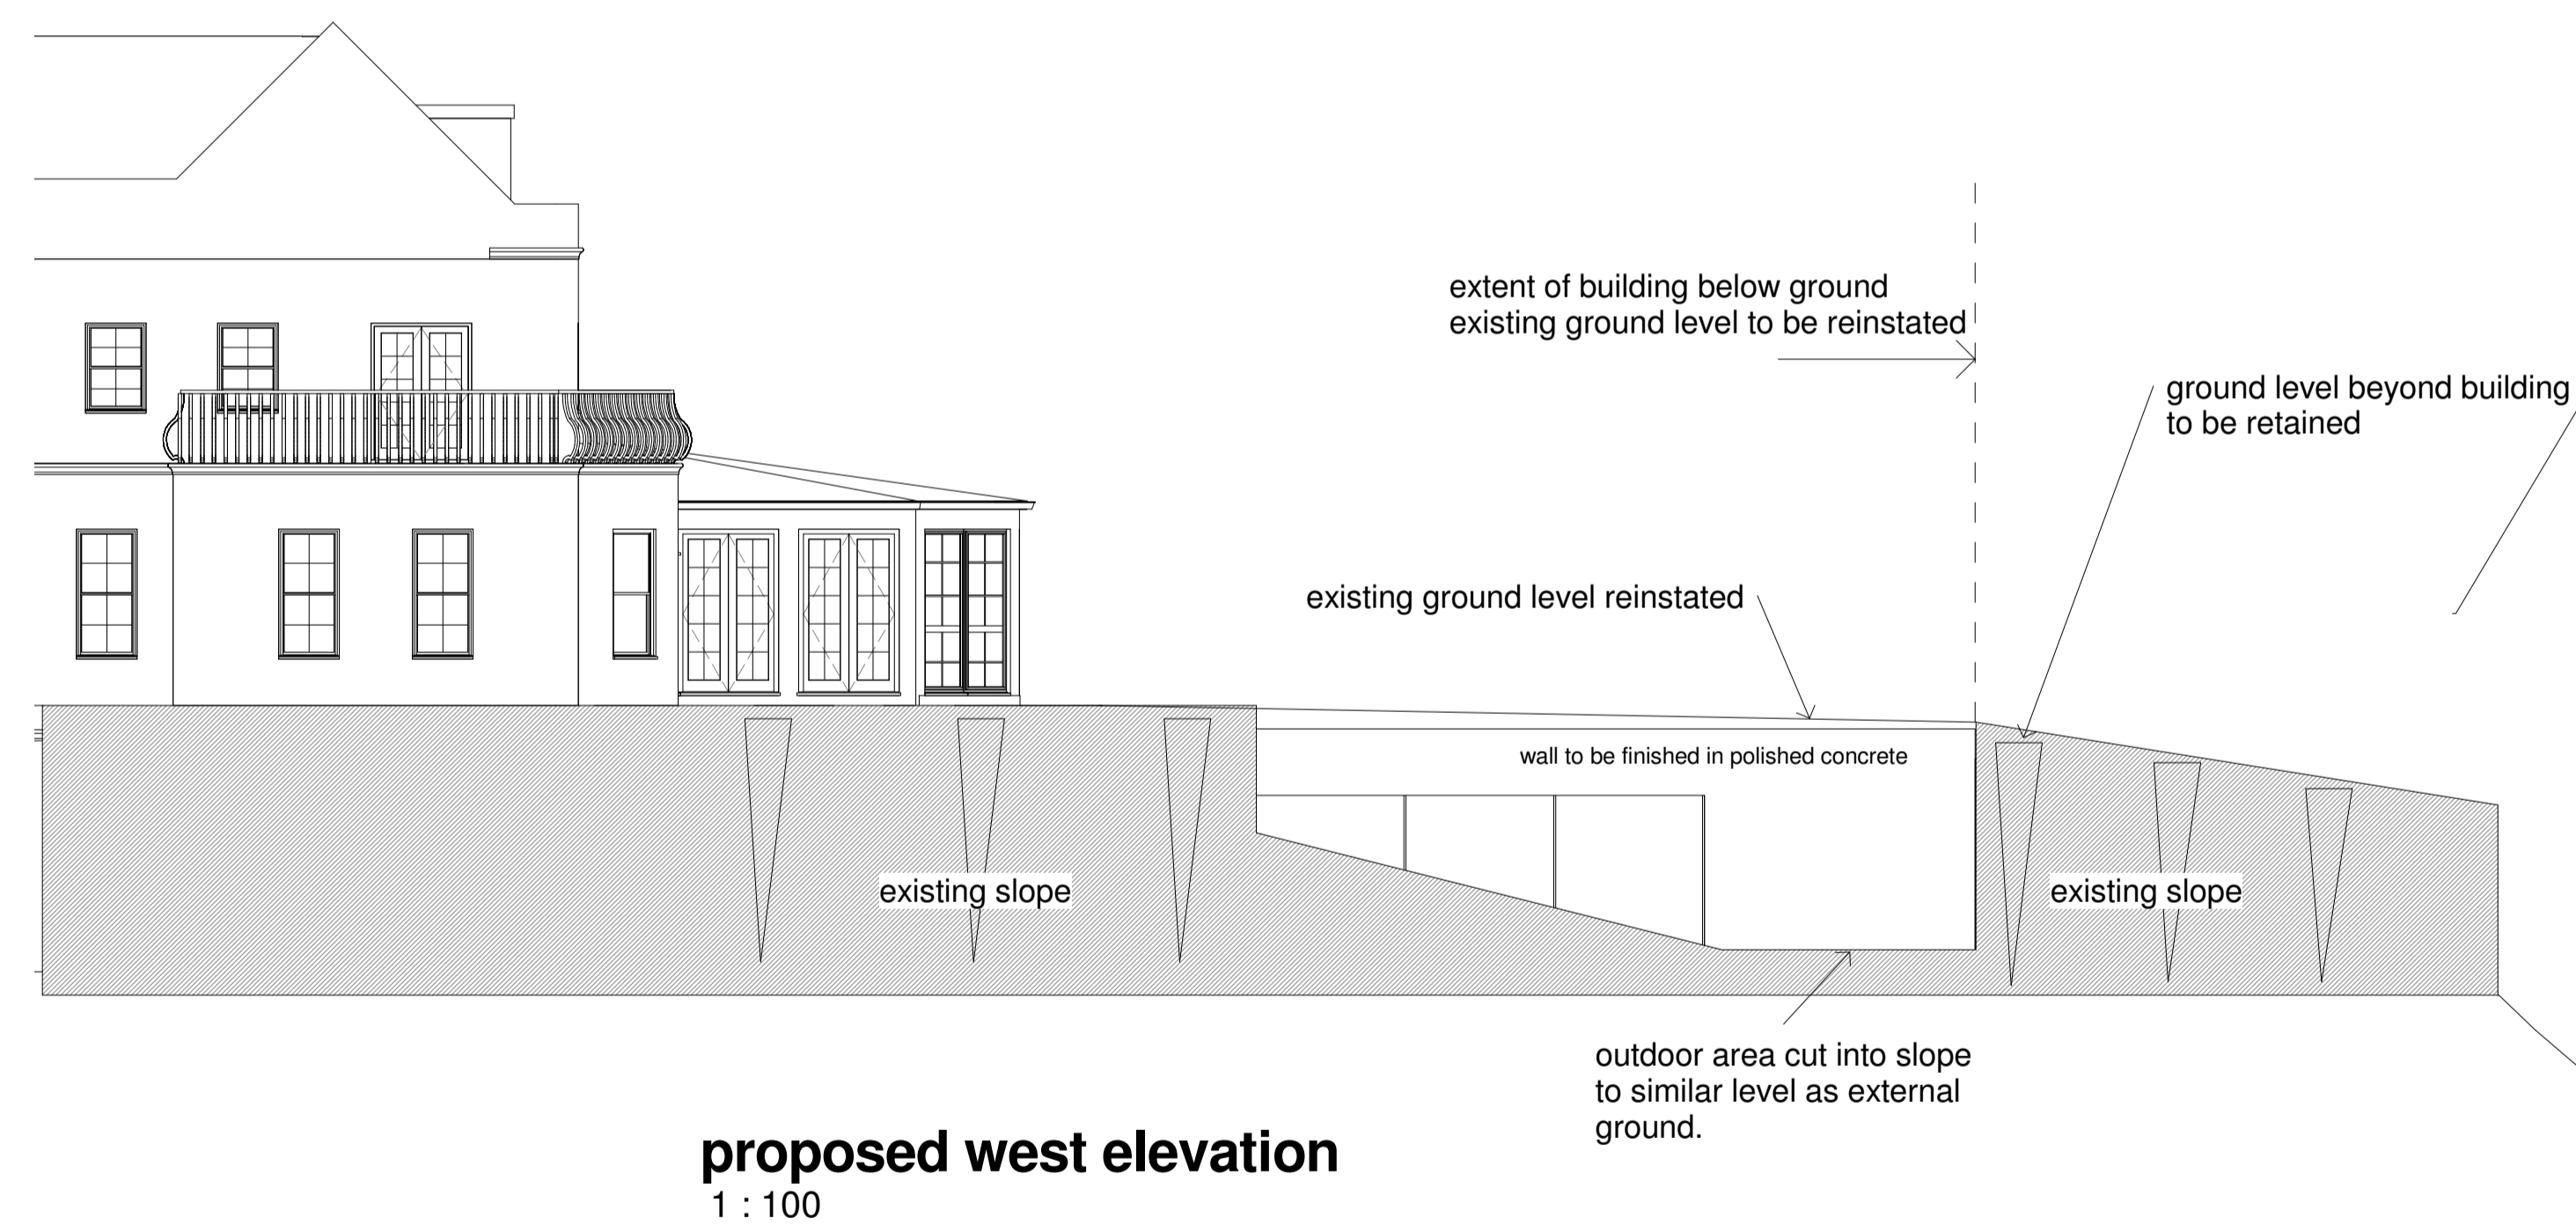 extent of building below ground
existing ground level to be reinstated
ground level beyond building
to be retained
existing ground level reinstated
wall to be finished in polished concrete
existing slope
existing slope
outdoor area cut into slope
to similar level as external
ground.
proposed west elevation
1 : 100